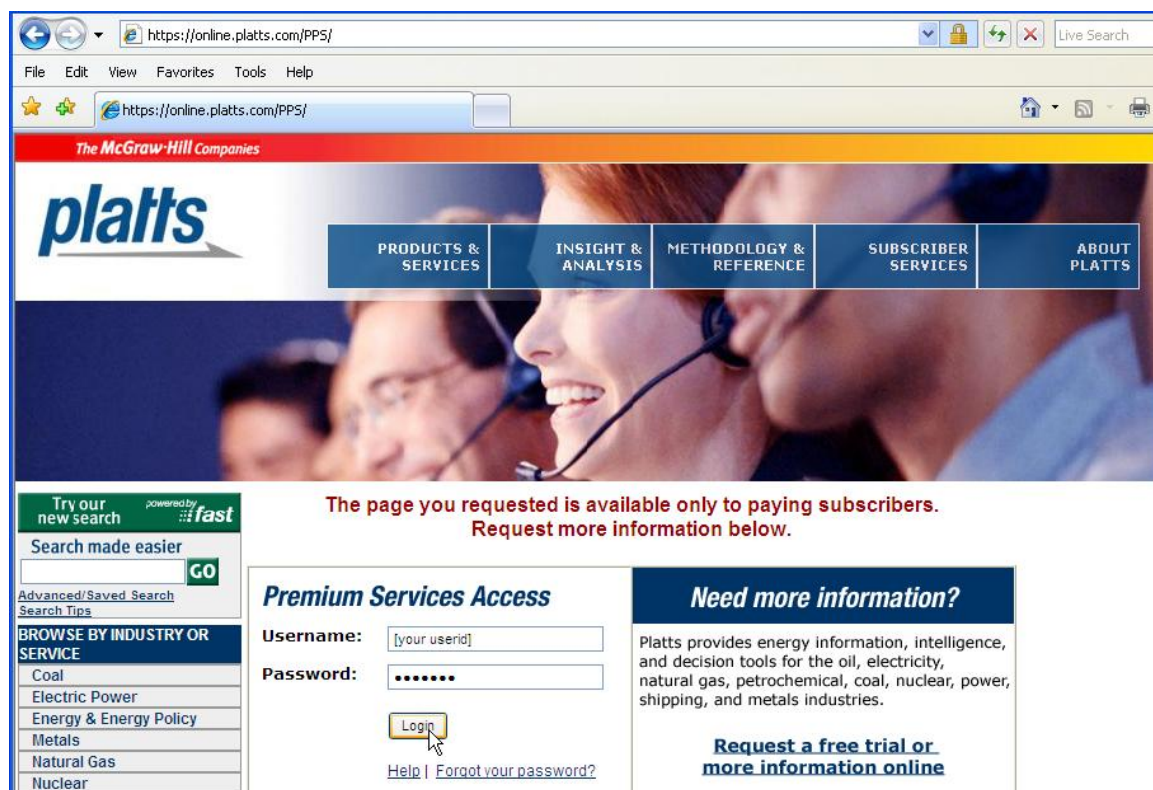 https://online.platts.com/PPS/
Live Search
File Edit View Favorites Tools Help
https://online.platts.com/PPS/
The McGraw·Hill Companies
platts
PRODUCTS &
SERVICES
INSIGHT &
ANALYSIS
METHODOLOGY &
REFERENCE
SUBSCRIBER
SERVICES
ABOUT
PLATTS
Try our
new search
powered by
fast
Search made easier
GO
Advanced/Saved Search
Search Tips
BROWSE BY INDUSTRY OR
SERVICE
Coal
Electric Power
Energy & Energy Policy
Metals
Natural Gas
Nuclear
The page you requested is available only to paying subscribers.
Request more information below.
Premium Services Access
Username: [your userid]
Password: •••••••
Login
Help | Forgot your password?
Need more information?
Platts provides energy information, intelligence,
and decision tools for the oil, electricity,
natural gas, petrochemical, coal, nuclear, power,
shipping, and metals industries.
Request a free trial or
more information online